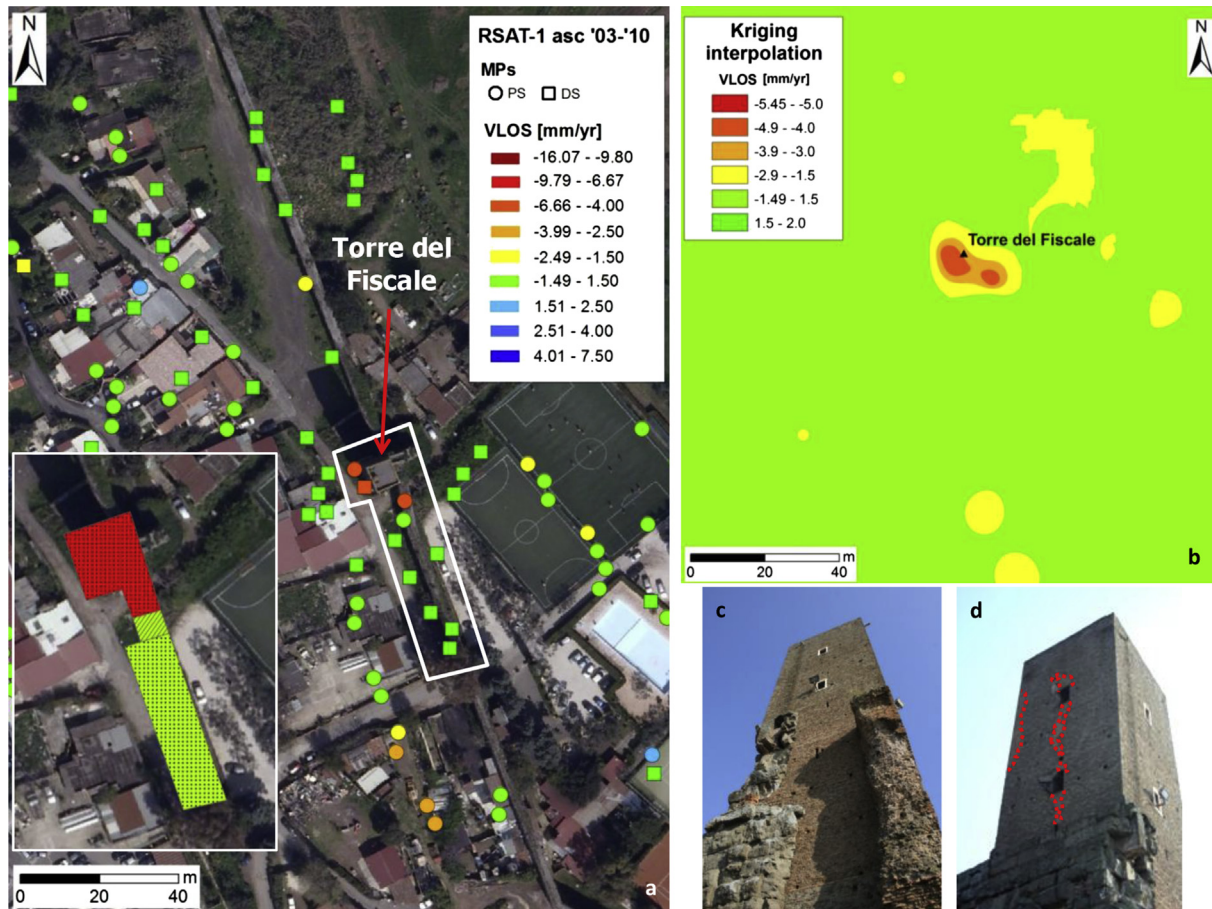 N
RSAT-1 asc '03-'10
MPs
PS DS
VLOS [mm/yr]
-16.07 - -9.80
-9.79 - -6.67
-6.66 - -4.00
-3.99 - -2.50
-2.49 - -1.50
-1.49 - 1.50
1.51 - 2.50
2.51 - 4.00
4.01 - 7.50
Torre del
Fiscale
m
0 20 40
a
Kriging
interpolation
VLOS [mm/yr]
-5.45 - -5.0
-4.9 - -4.0
-3.9 - -3.0
-2.9 - -1.5
-1.49 - 1.5
1.5 - 2.0
N
Torre del Fiscale
m
0 20 40
b
c
d